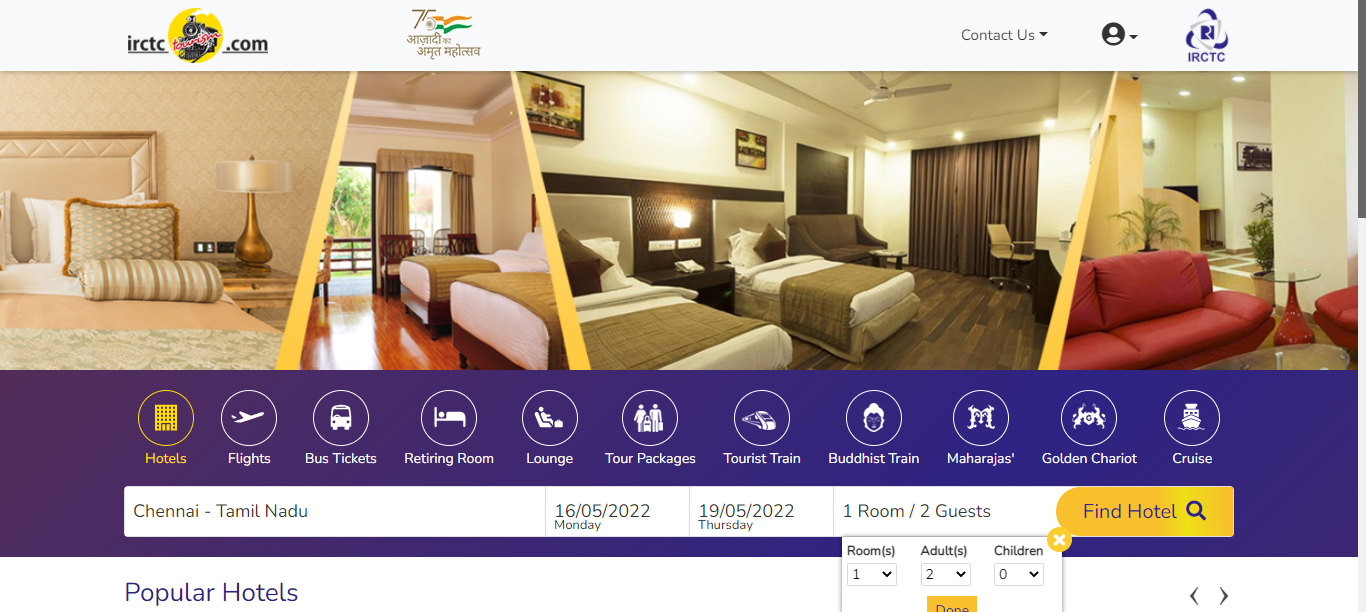 irctc tourism .com
75
आज़ादी का
अमृत महोत्सव
Contact Us
IRCTC
Hotels
Flights
Bus Tickets
Retiring Room
Lounge
Tour Packages
Tourist Train
Buddhist Train
Maharajas'
Golden Chariot
Cruise
Chennai - Tamil Nadu
16/05/2022
Monday
19/05/2022
Thursday
1 Room / 2 Guests
Find Hotel
Room(s) Adult(s) Children
1 2 0
Done
Popular Hotels